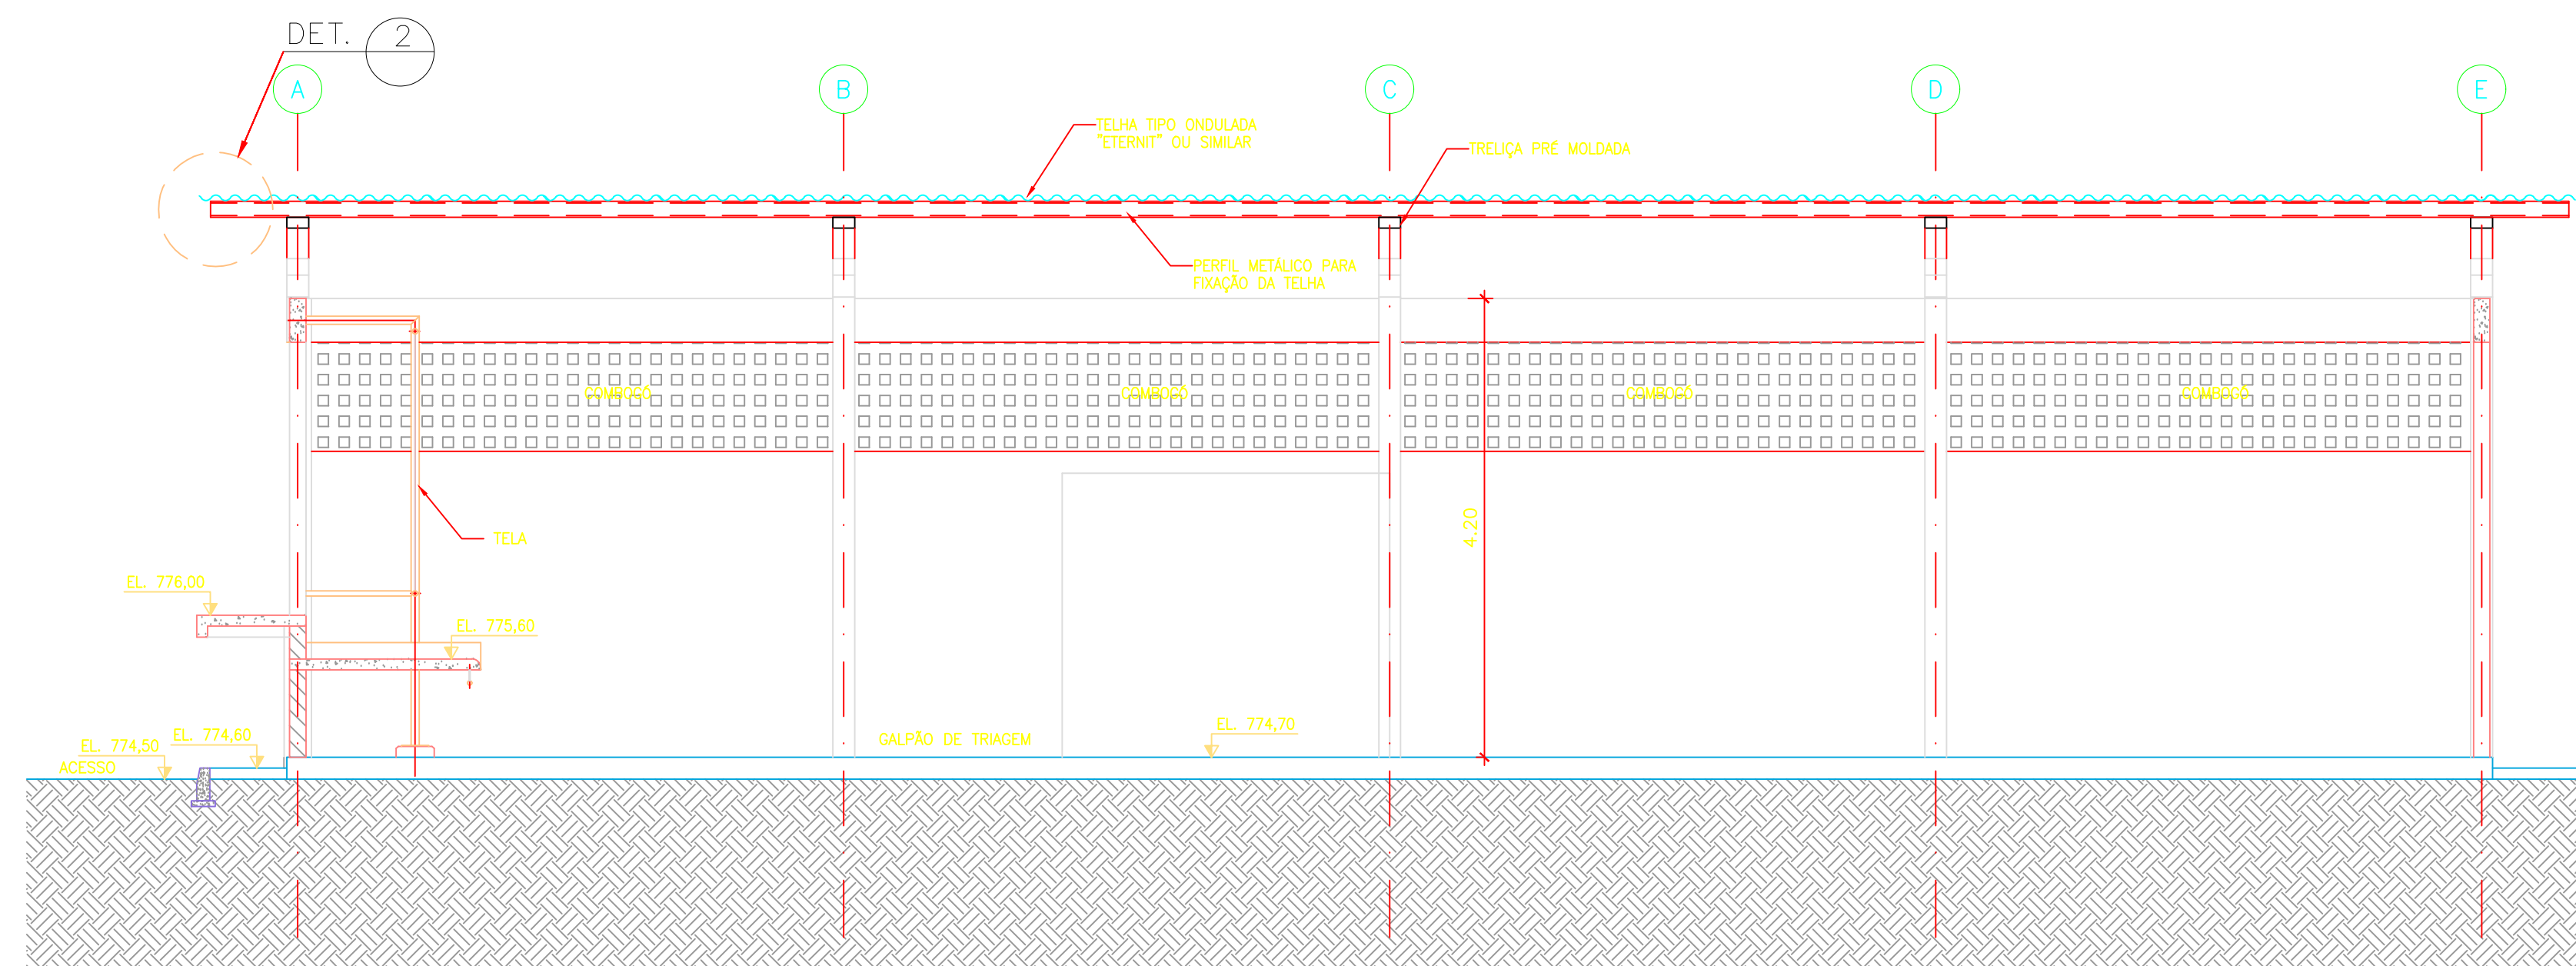 DET. 2
A B C D E
TELHA TIPO ONDULADA
"ETERNIT" OU SIMILAR
TRELIÇA PRÉ MOLDADA
PERFIL METÁLICO PARA
FIXAÇÃO DA TELHA
COMBOGÓ COMBOGÓ COMBOGÓ COMBOGÓ
4,20
TELA
EL. 776,00
EL. 775,60
EL. 774,70
EL. 774,60
EL. 774,50
GALPÃO DE TRIAGEM
ACESSO